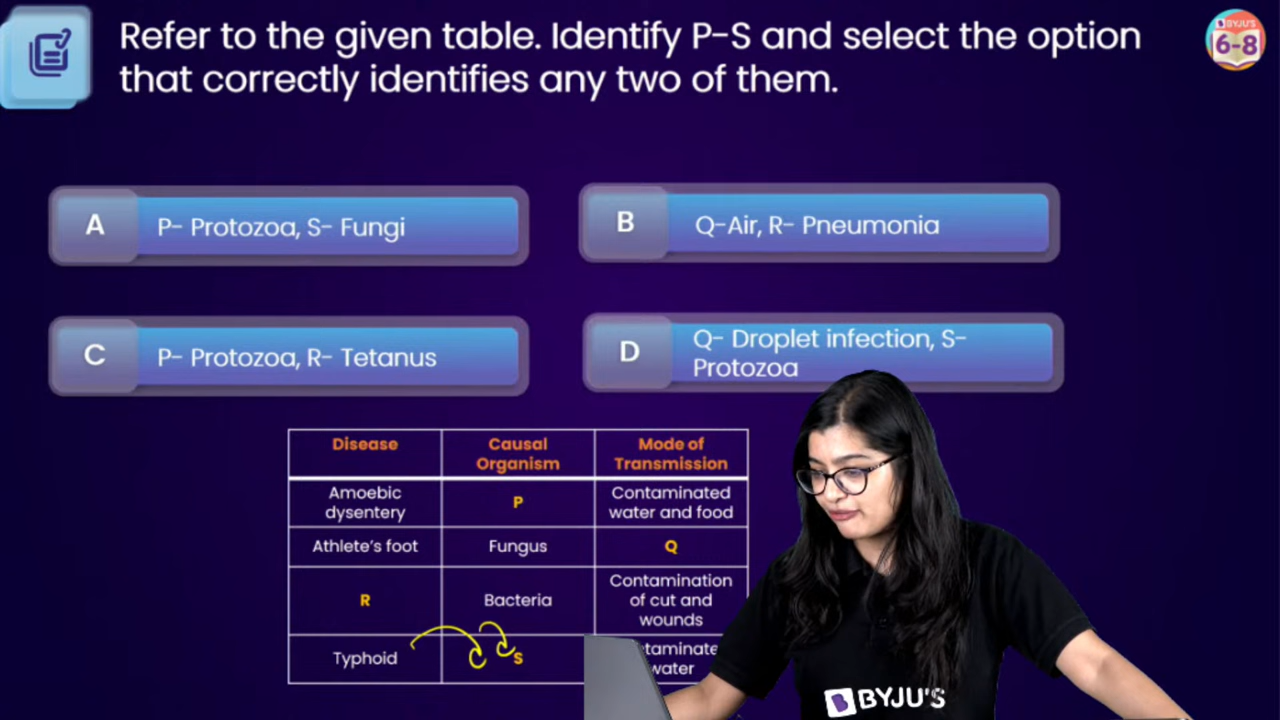 Refer to the given table. Identify P-S and select the option
that correctly identifies any two of them.
BYJU'S
6-8
A
P- Protozoa, S- Fungi
B
Q-Air, R- Pneumonia
C
P- Protozoa, R- Tetanus
D
Q- Droplet infection, S-
Protozoa
Disease
Causal
Organism
Mode of
Transmission
Amoebic
dysentery
P
Contaminated
water and food
Athlete's foot
Fungus
Q
R
Bacteria
Contamination
of cut and
wounds
Typhoid
S
water
BYJU'S